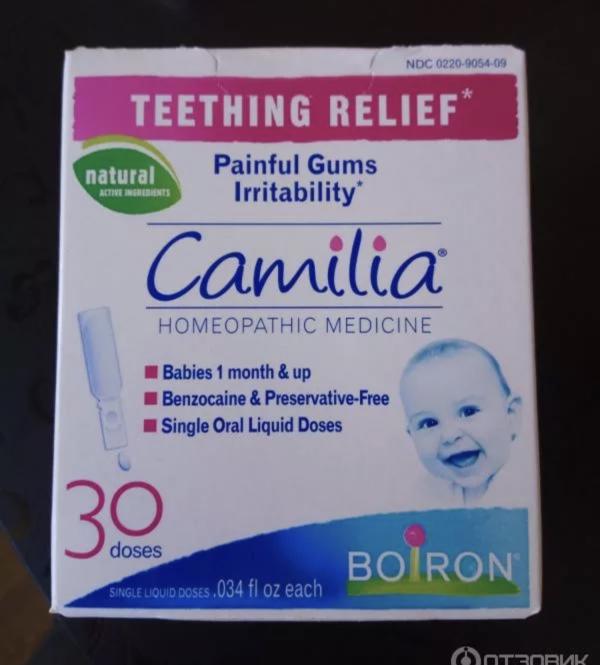 NDC 0220-9054-09
TEETHING RELIEF*
natural
ACTIVE INGREDIENTS
Painful Gums
Irritability*
Camilia®
HOMEOPATHIC MEDICINE
Babies 1 month & up
Benzocaine & Preservative-Free
Single Oral Liquid Doses
30
doses
SINGLE LIQUID DOSES .034 fl oz each
BOIRON®
ОТЗОВИК